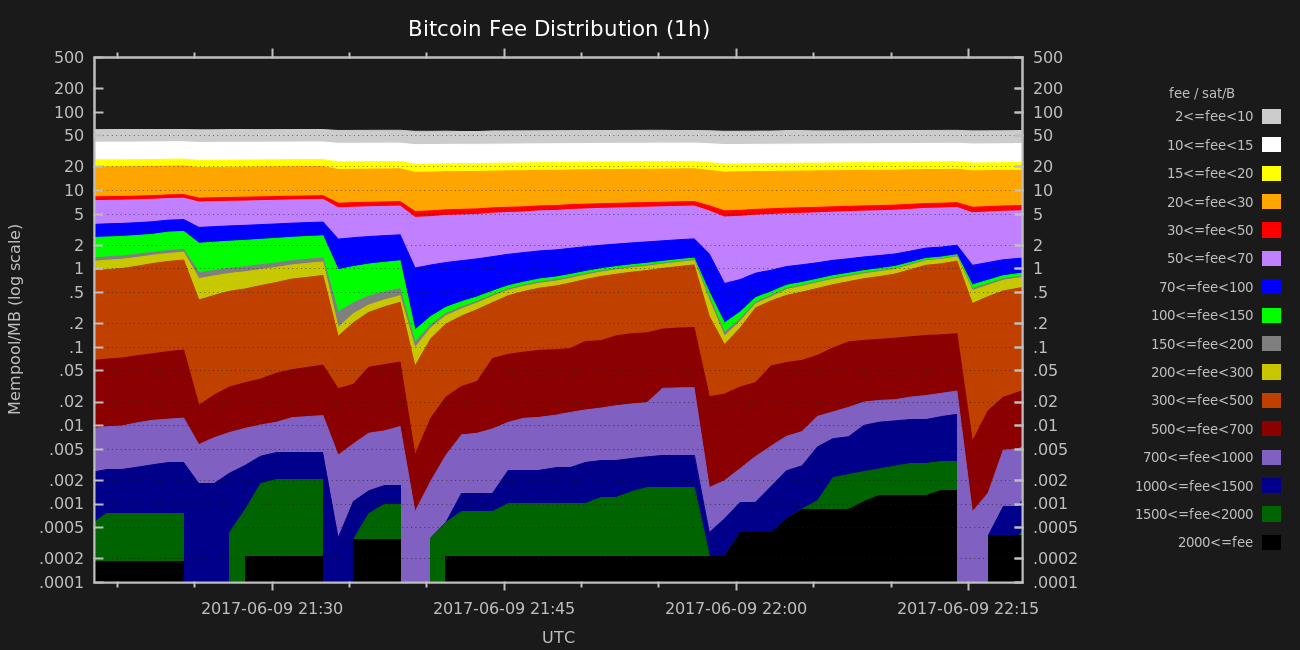 Bitcoin Fee Distribution (1h)
Mempool/MB (log scale)
500
200
100
50
20
10
5
2
1
.5
.2
.1
.05
.02
.01
.005
.002
.001
.0005
.0002
.0001
500
200
100
50
20
10
5
2
1
.5
.2
.1
.05
.02
.01
.005
.002
.001
.0005
.0002
.0001
2017-06-09 21:30
2017-06-09 21:45
2017-06-09 22:00
2017-06-09 22:15
UTC
fee / sat/B
2<=fee<10
10<=fee<15
15<=fee<20
20<=fee<30
30<=fee<50
50<=fee<70
70<=fee<100
100<=fee<150
150<=fee<200
200<=fee<300
300<=fee<500
500<=fee<700
700<=fee<1000
1000<=fee<1500
1500<=fee<2000
2000<=fee